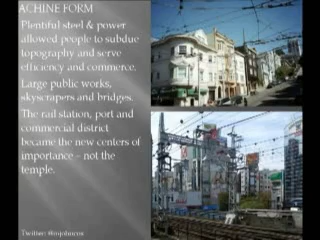 ACHINE FORM
Plentiful steel & power
allowed people to subdue
topography and serve
efficiency and commerce.
Large public works,
skyscrapers and bridges.
The rail station, port and
commercial district
became the new centers of
importance – not the
temple.
Twitter: